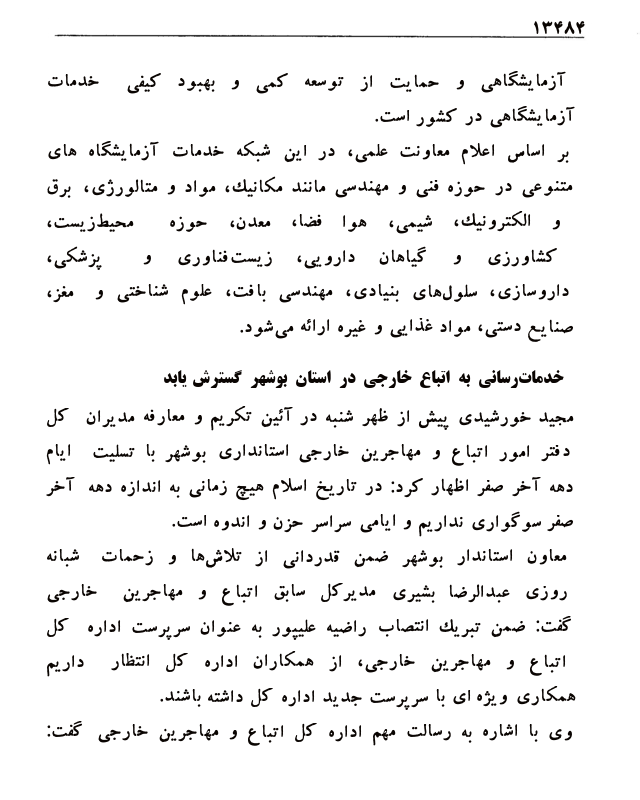 ۱۳۴۸۴
آزمایشگاهی و حمایت از توسعه کمی و بهبود کیفی خدمات
آزمایشگاهی در کشور است.
بر اساس اعلام معاونت علمی، در این شبکه خدمات آزمایشگاه های
متنوعی در حوزه فنی و مهندسی مانند مکانیك، مواد و متالورژی، برق
و الکترونیك، شیمی، هوا فضا، معدن، حوزه محیط‌زیست،
کشاورزی و گیاهان دارویی، زیست‌فناوری و پزشکی،
داروسازی، سلول‌های بنیادی، مهندسی بافت، علوم شناختی و مغز،
صنایع دستی، مواد غذایی و غیره ارائه می‌شود.
خدمات‌رسانی به اتباع خارجی در استان بوشهر گسترش یابد
مجید خورشیدی پیش از ظهر شنبه در آئین تکریم و معارفه مدیران کل
دفتر امور اتباع و مهاجرین خارجی استانداری بوشهر با تسلیت ایام
دهه آخر صفر اظهار کرد: در تاریخ اسلام هیچ زمانی به اندازه دهه آخر
صفر سوگواری نداریم و ایامی سراسر حزن و اندوه است.
معاون استاندار بوشهر ضمن قدردانی از تلاش‌ها و زحمات شبانه
روزی عبدالرضا بشیری مدیرکل سابق اتباع و مهاجرین خارجی
گفت: ضمن تبریك انتصاب راضیه علیپور به عنوان سرپرست اداره کل
اتباع و مهاجرین خارجی، از همکاران اداره کل انتظار داریم
همکاری ویژه ای با سرپرست جدید اداره کل داشته باشند.
وی با اشاره به رسالت مهم اداره کل اتباع و مهاجرین خارجی گفت: